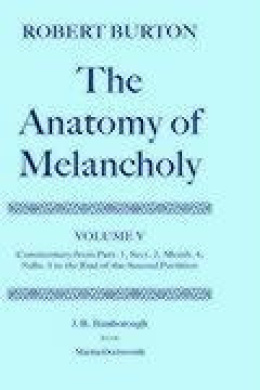 ROBERT BURTON
The
Anatomy of
Melancholy
VOLUME V
Commentary from Part. 1, Sect. 2, Memb. 4,
Subs. 1 to the End of the Second Partition
J. B. Bamborough